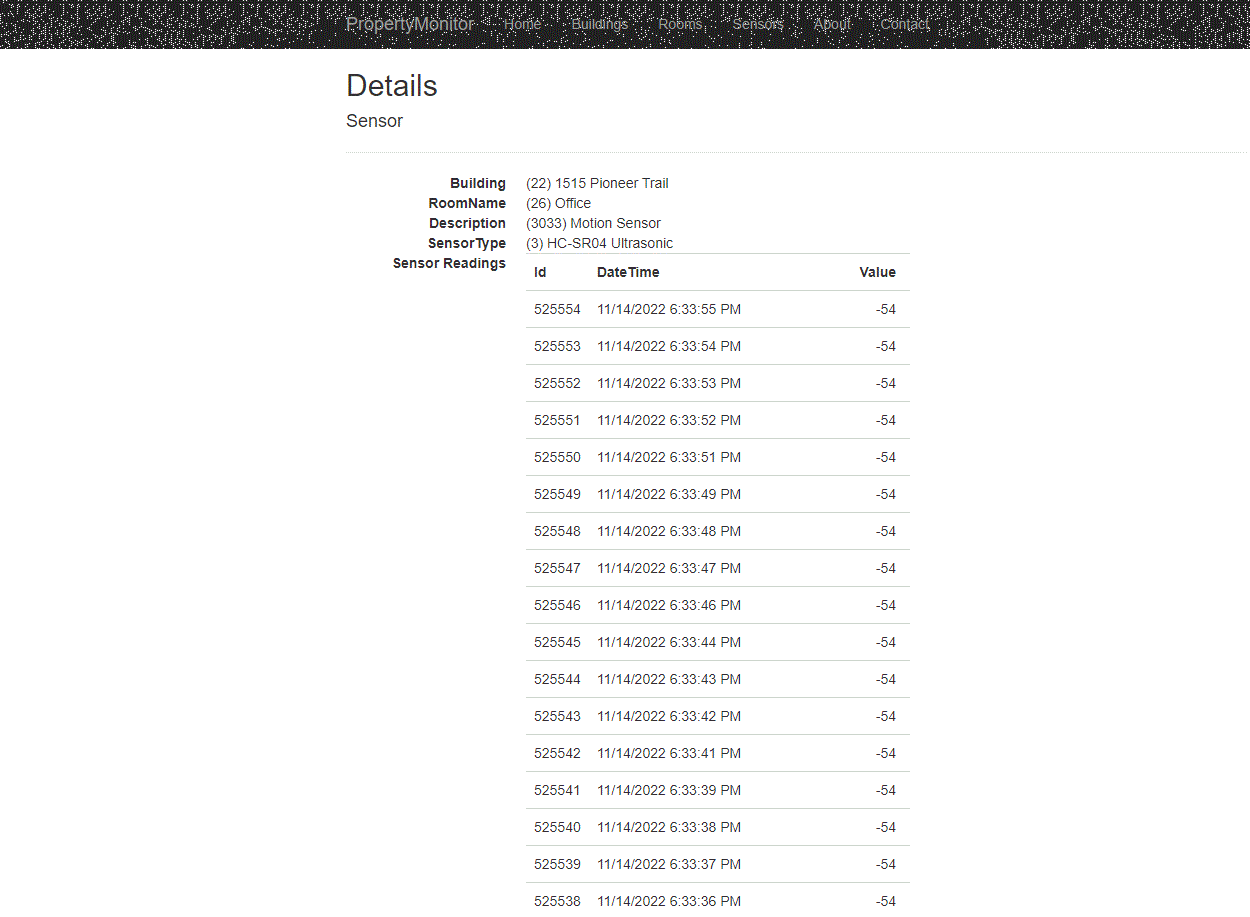 PropertyMonitor Home Buildings Rooms Sensors About Contact
Details
Sensor
Building (22) 1515 Pioneer Trail
RoomName (26) Office
Description (3033) Motion Sensor
SensorType (3) HC-SR04 Ultrasonic
Sensor Readings
Id DateTime Value
525554 11/14/2022 6:33:55 PM -54
525553 11/14/2022 6:33:54 PM -54
525552 11/14/2022 6:33:53 PM -54
525551 11/14/2022 6:33:52 PM -54
525550 11/14/2022 6:33:51 PM -54
525549 11/14/2022 6:33:49 PM -54
525548 11/14/2022 6:33:48 PM -54
525547 11/14/2022 6:33:47 PM -54
525546 11/14/2022 6:33:46 PM -54
525545 11/14/2022 6:33:44 PM -54
525544 11/14/2022 6:33:43 PM -54
525543 11/14/2022 6:33:42 PM -54
525542 11/14/2022 6:33:41 PM -54
525541 11/14/2022 6:33:39 PM -54
525540 11/14/2022 6:33:38 PM -54
525539 11/14/2022 6:33:37 PM -54
525538 11/14/2022 6:33:36 PM -54